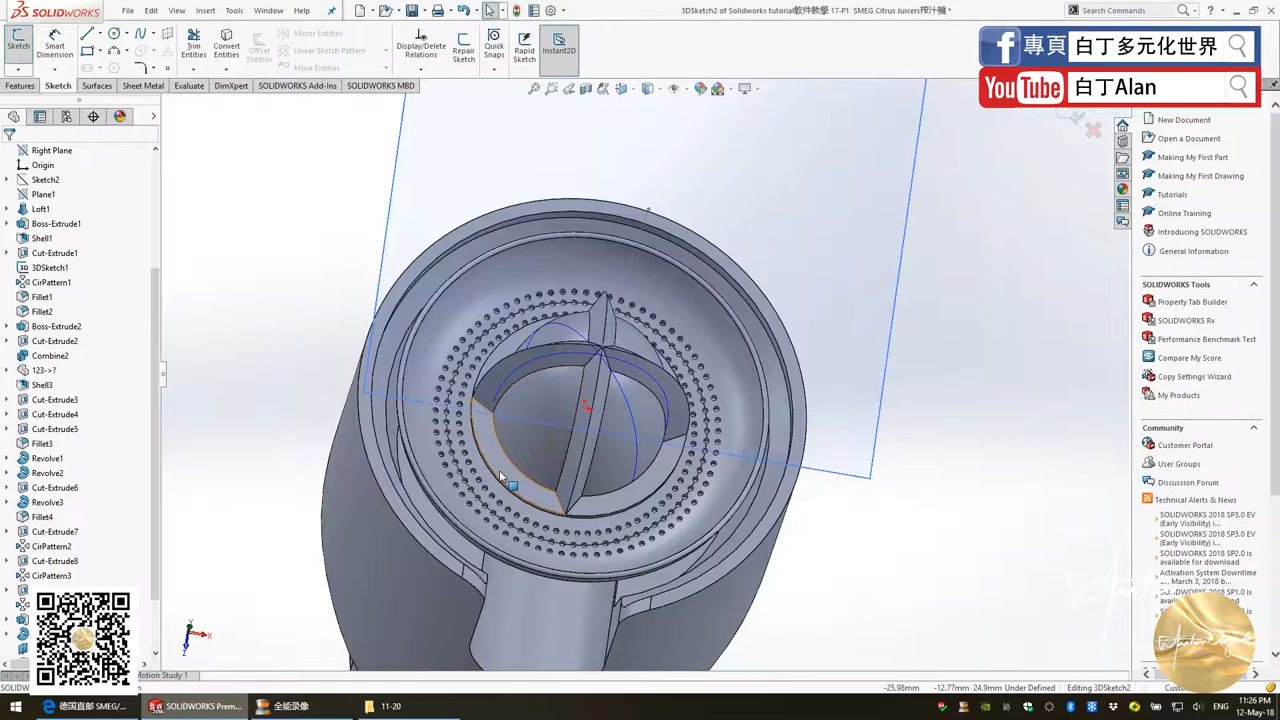 SOLIDWORKS File Edit View Insert Tools Window Help
3DSketch2 of Solidworks tutorial軟件教學 17-P1 SMEG Citrus Juicers榨汁機 *
Search Commands
Sketch Smart Dimension Trim Entities Convert Entities Offset Entities
Mirror Entities
Linear Sketch Pattern
Move Entities
Display/Delete Relations Repair Sketch Quick Snaps Rapid Sketch Instant2D
專頁 白丁多元化世界
YouTube 白丁Alan
Features Sketch Surfaces Sheet Metal Evaluate DimXpert SOLIDWORKS Add-Ins SOLIDWORKS MBD
Right Plane
Origin
Sketch2
Plane1
Loft1
Boss-Extrude1
Shell1
Cut-Extrude1
3DSketch1
CirPattern1
Fillet1
Fillet2
Boss-Extrude2
Cut-Extrude2
Combine2
123->?
Shell3
Cut-Extrude3
Cut-Extrude4
Cut-Extrude5
Fillet3
Revolve1
Revolve2
Cut-Extrude6
Revolve3
Fillet4
Cut-Extrude7
CirPattern2
Cut-Extrude8
CirPattern3
New Document
Open a Document
Making My First Part
Making My First Drawing
Tutorials
Online Training
Introducing SOLIDWORKS
General Information
SOLIDWORKS Tools
Property Tab Builder
SOLIDWORKS Rx
Performance Benchmark Test
Compare My Score
Copy Settings Wizard
My Products
Community
Customer Portal
User Groups
Discussion Forum
Technical Alerts & News
SOLIDWORKS 2018 SP3.0 EV
(Early Visibility) i...
SOLIDWORKS 2018 SP3.0 EV
(Early Visibility) i...
SOLIDWORKS 2018 SP2.0 is
available for download
Activation System Downtime
March 3, 2018
Motion Study 1
-25.98mm -12.77mm 24.9mm Under Defined Editing 3DSketch2
德国直邮 SMEG/... SOLIDWORKS Prem... 全能录像 11-20
ENG
11:26 PM
12-May-18